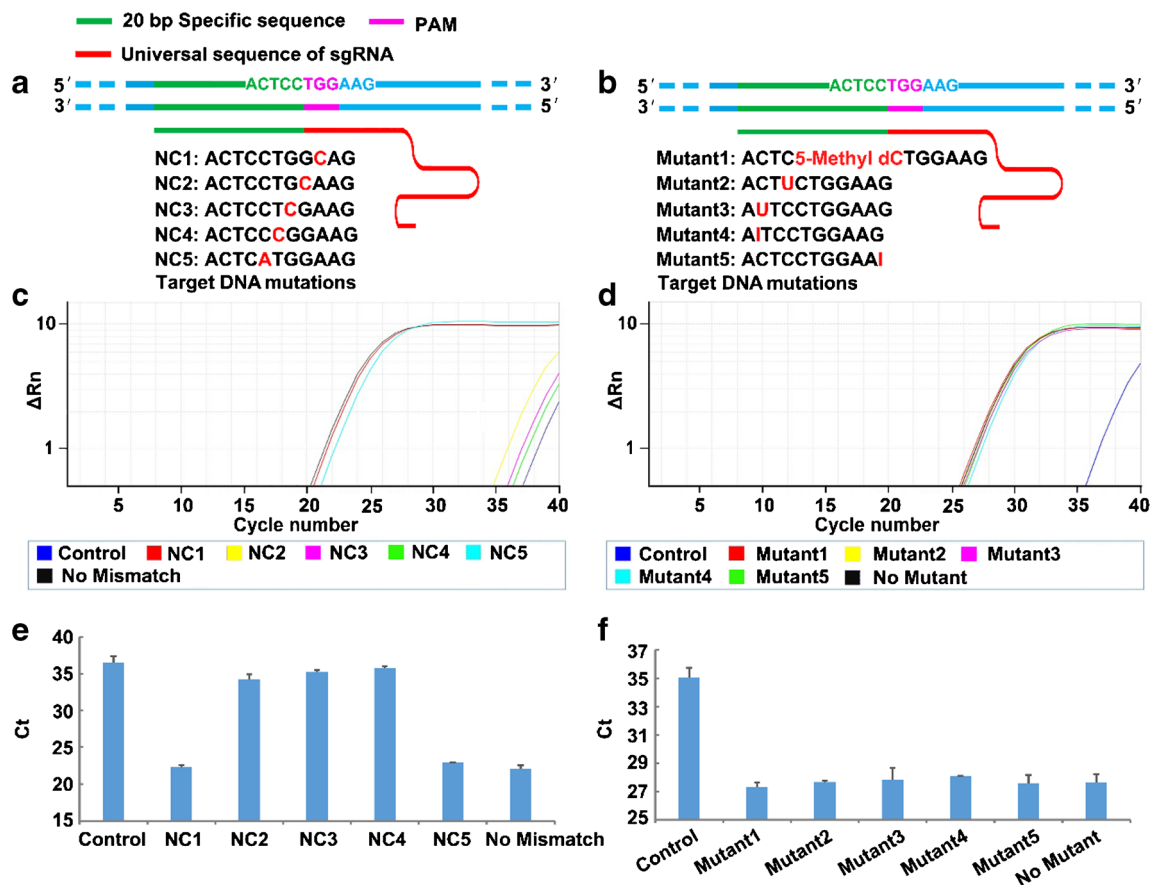 20 bp Specific sequence
PAM
Universal sequence of sgRNA
a
5′ ACTCCTGGAAG 3′
3′ 5′
NC1: ACTCCTGGCAG
NC2: ACTCCTGCAAG
NC3: ACTCCTCGAAG
NC4: ACTCCCGGAAG
NC5: ACTCATGGAAG
Target DNA mutations
b
5′ ACTCCTGGAAG 3′
3′ 5′
Mutant1: ACTC5-Methyl dCTGGAAG
Mutant2: ACTUCTGGAAG
Mutant3: AUTCCTGGAAG
Mutant4: AITCCTGGAAG
Mutant5: ACTCCTGGAAI
Target DNA mutations
c
ΔRn
10
1
5 10 15 20 25 30 35 40
Cycle number
Control NC1 NC2 NC3 NC4 NC5
No Mismatch
d
ΔRn
10
1
5 10 15 20 25 30 35 40
Cycle number
Control Mutant1 Mutant2 Mutant3
Mutant4 Mutant5 No Mutant
e
Ct
40
35
30
25
20
15
Control NC1 NC2 NC3 NC4 NC5 No Mismatch
f
Ct
37
35
33
31
29
27
25
Control Mutant1 Mutant2 Mutant3 Mutant4 Mutant5 No Mutant